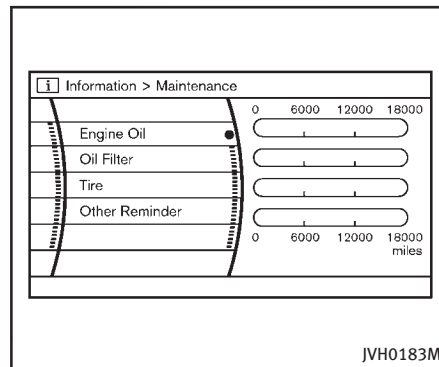 i Information > Maintenance
0 6000 12000 18000
Engine Oil
Oil Filter
Tire
Other Reminder
0 6000 12000 18000
miles
JVH0183M